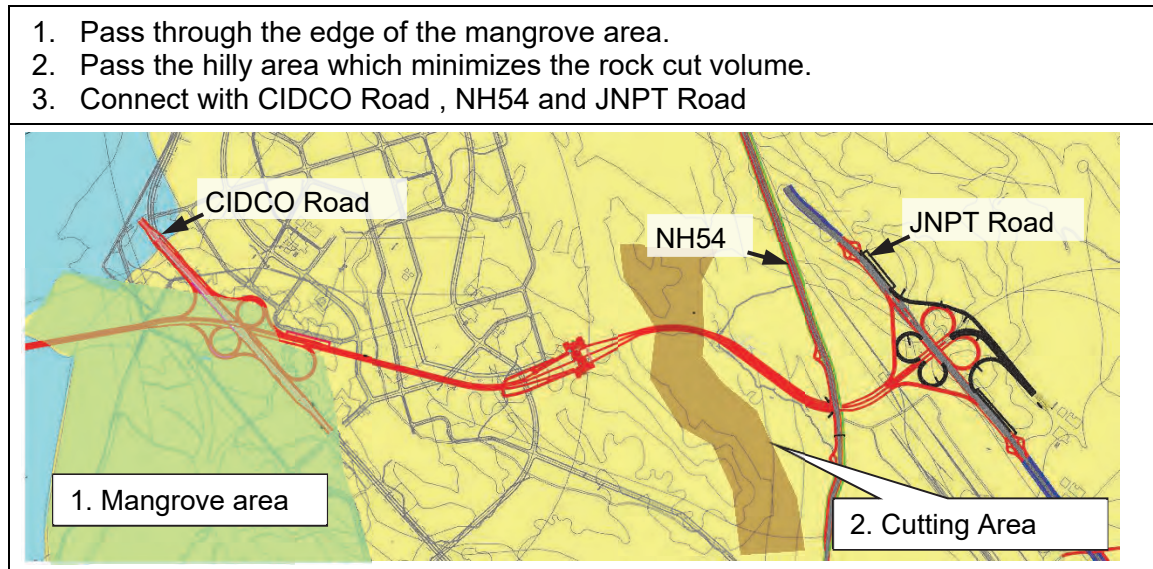 1. Pass through the edge of the mangrove area.
2. Pass the hilly area which minimizes the rock cut volume.
3. Connect with CIDCO Road , NH54 and JNPT Road
CIDCO Road
NH54
JNPT Road
1. Mangrove area
2. Cutting Area